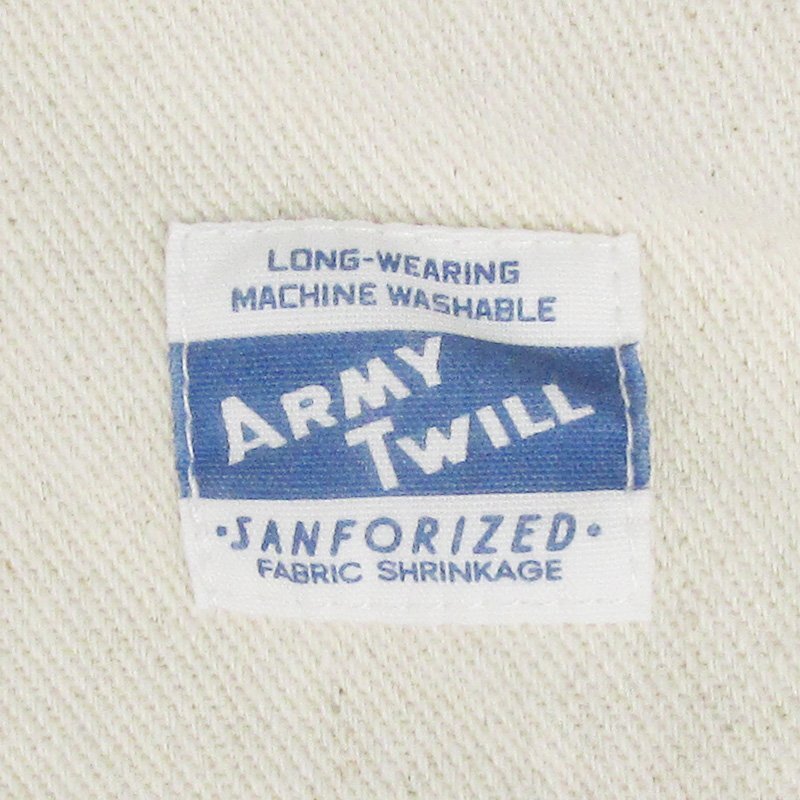 LONG-WEARING
MACHINE WASHABLE
ARMY
TWILL
•SANFORIZED•
FABRIC SHRINKAGE